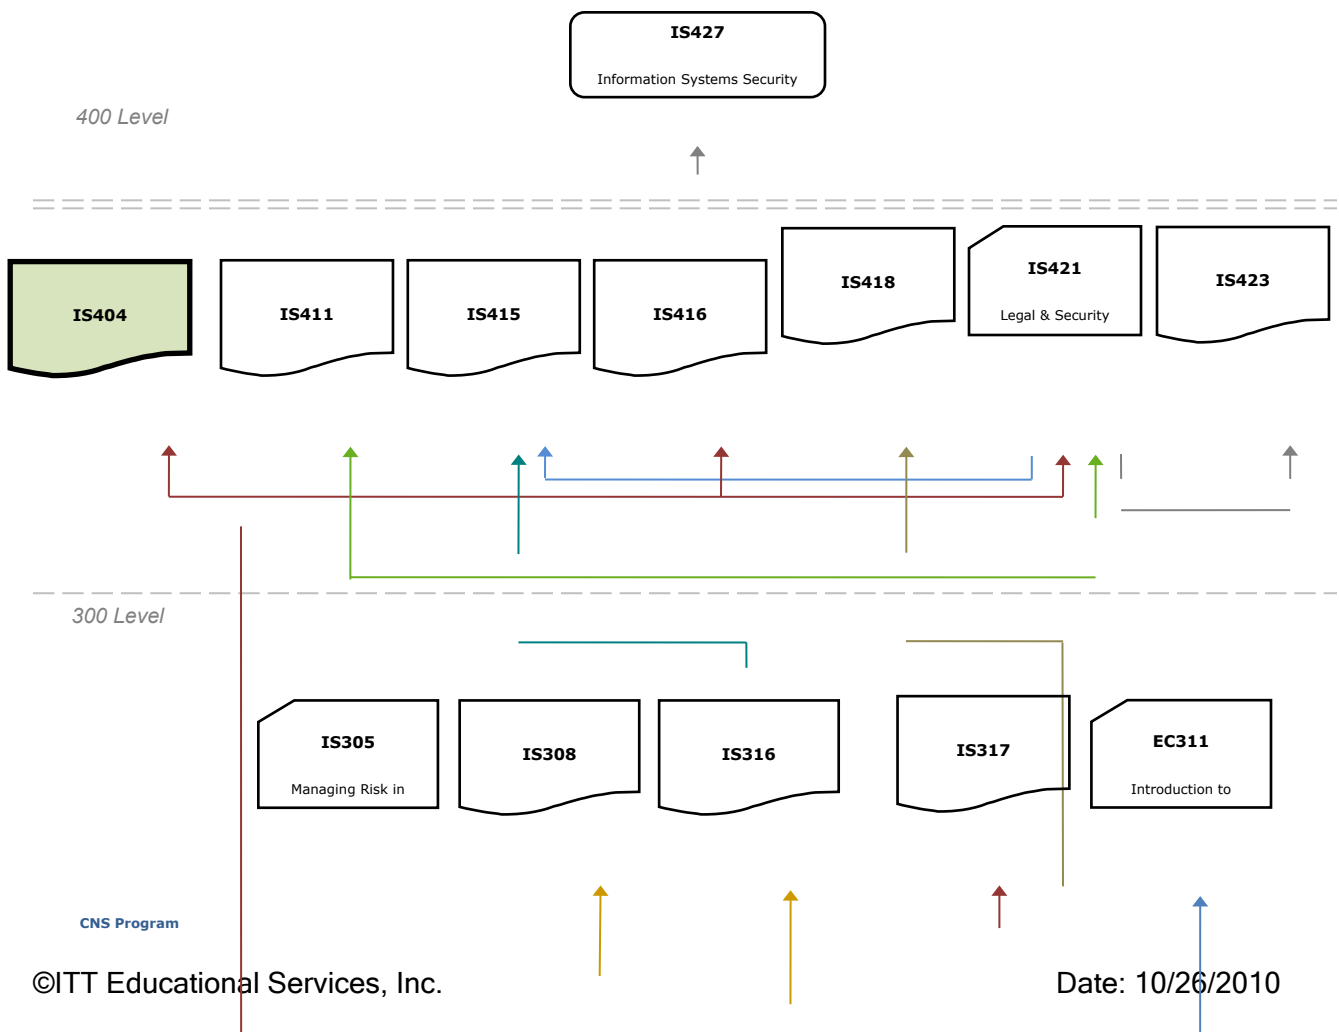 IS427
Information Systems Security
400 Level
IS404
IS411
IS415
IS416
IS418
IS421
Legal & Security
IS423
300 Level
IS305
Managing Risk in
IS308
IS316
IS317
EC311
Introduction to
CNS Program
©ITT Educational Services, Inc.
Date: 10/26/2010